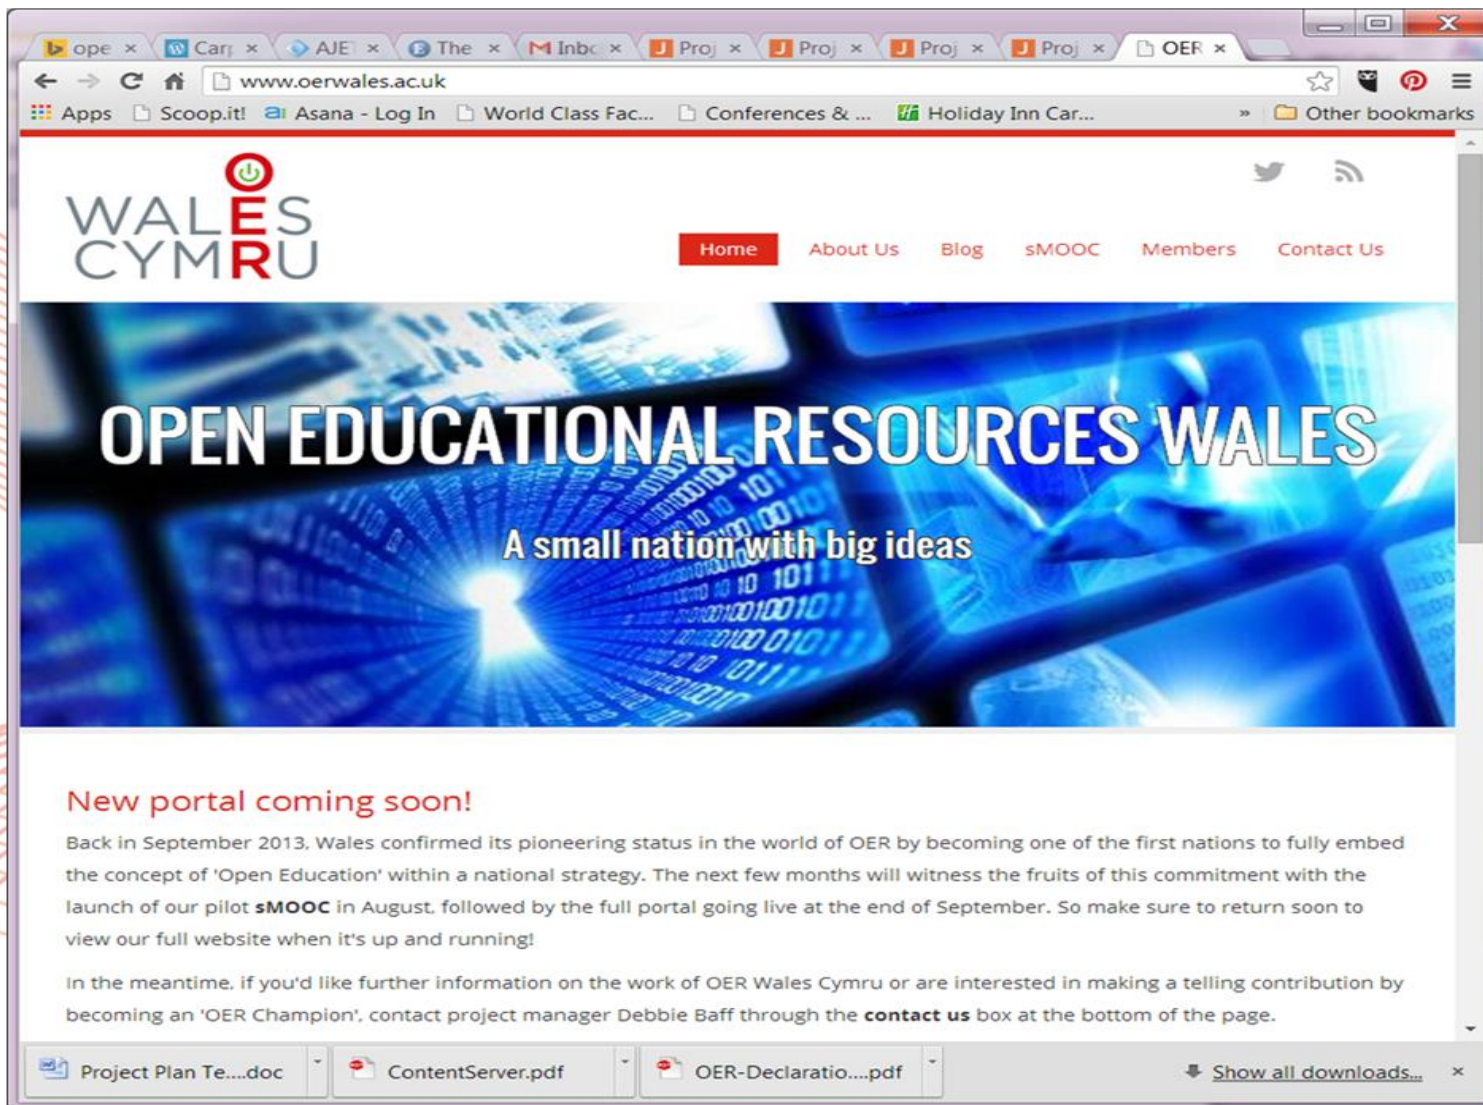 ope
Carp
AJET
The
Inbo
Proj
Proj
Proj
Proj
OER
www.oerwales.ac.uk
Apps Scoop.it! Asana - Log In World Class Fac... Conferences & ... Holiday Inn Car... » Other bookmarks
WALES
CYMRU
Home About Us Blog sMOOC Members Contact Us
OPEN EDUCATIONAL RESOURCES WALES
A small nation with big ideas
New portal coming soon!
Back in September 2013, Wales confirmed its pioneering status in the world of OER by becoming one of the first nations to fully embed
the concept of 'Open Education' within a national strategy. The next few months will witness the fruits of this commitment with the
launch of our pilot sMOOC in August, followed by the full portal going live at the end of September. So make sure to return soon to
view our full website when it's up and running!
In the meantime, if you'd like further information on the work of OER Wales Cymru or are interested in making a telling contribution by
becoming an 'OER Champion', contact project manager Debbie Baff through the contact us box at the bottom of the page.
Project Plan Te....doc ContentServer.pdf OER-Declaratio....pdf Show all downloads...